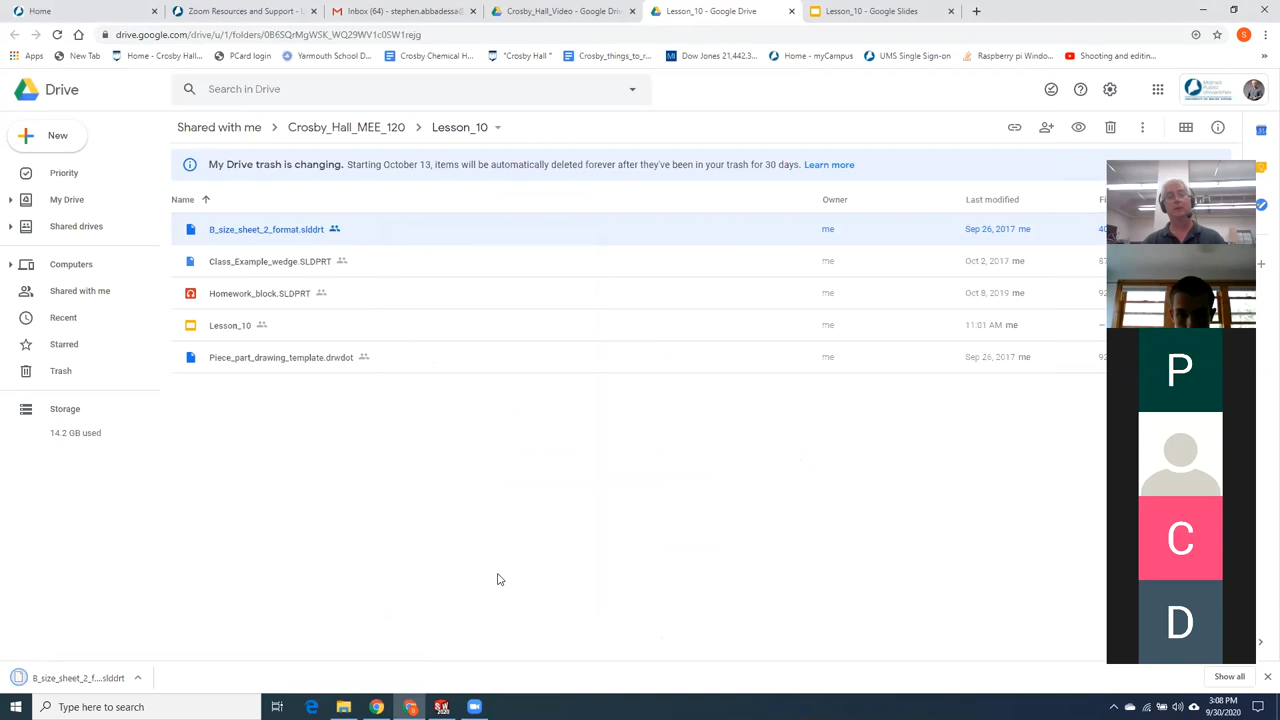 Home
Zoom Resources and Support - L
Inbox (64) - stephen.abbadessa@
Crosby_Hall_Video - Google Driv
Lesson_10 - Google Drive
Lesson_10 - Google Slides
drive.google.com/drive/u/1/folders/0B6SQrMgWSK_WQ29WV1c0SW1rejg
S
Apps
New Tab
Home - Crosby Hall...
PCard login
Yarmouth School D...
Crosby Chemical H...
"Crosby Hall"
Crosby_things_to_r...
Dow Jones 21,442.3...
Home - myCampus
UMS Single Sign-on
Raspberry pi Windo...
Shooting and editin...
Drive
Search in Drive
New
Shared with me > Crosby_Hall_MEE_120 > Lesson_10
My Drive trash is changing. Starting October 13, items will be automatically deleted forever after they've been in your trash for 30 days. Learn more
Priority
My Drive
Shared drives
Computers
Shared with me
Recent
Starred
Trash
Storage
14.2 GB used
Name
Owner
Last modified
Fi
B_size_sheet_2_format.slddrt
me
Sep 26, 2017 me
40
Class_Example_wedge.SLDPRT
me
Oct 2, 2017 me
87
Homework_block.SLDPRT
me
Oct 8, 2019 me
92
Lesson_10
me
11:01 AM me
—
Piece_part_drawing_template.drwdot
me
Sep 26, 2017 me
92
P
C
D
B_size_sheet_2_f....slddrt
Show all
Type here to search
3:08 PM
9/30/2020